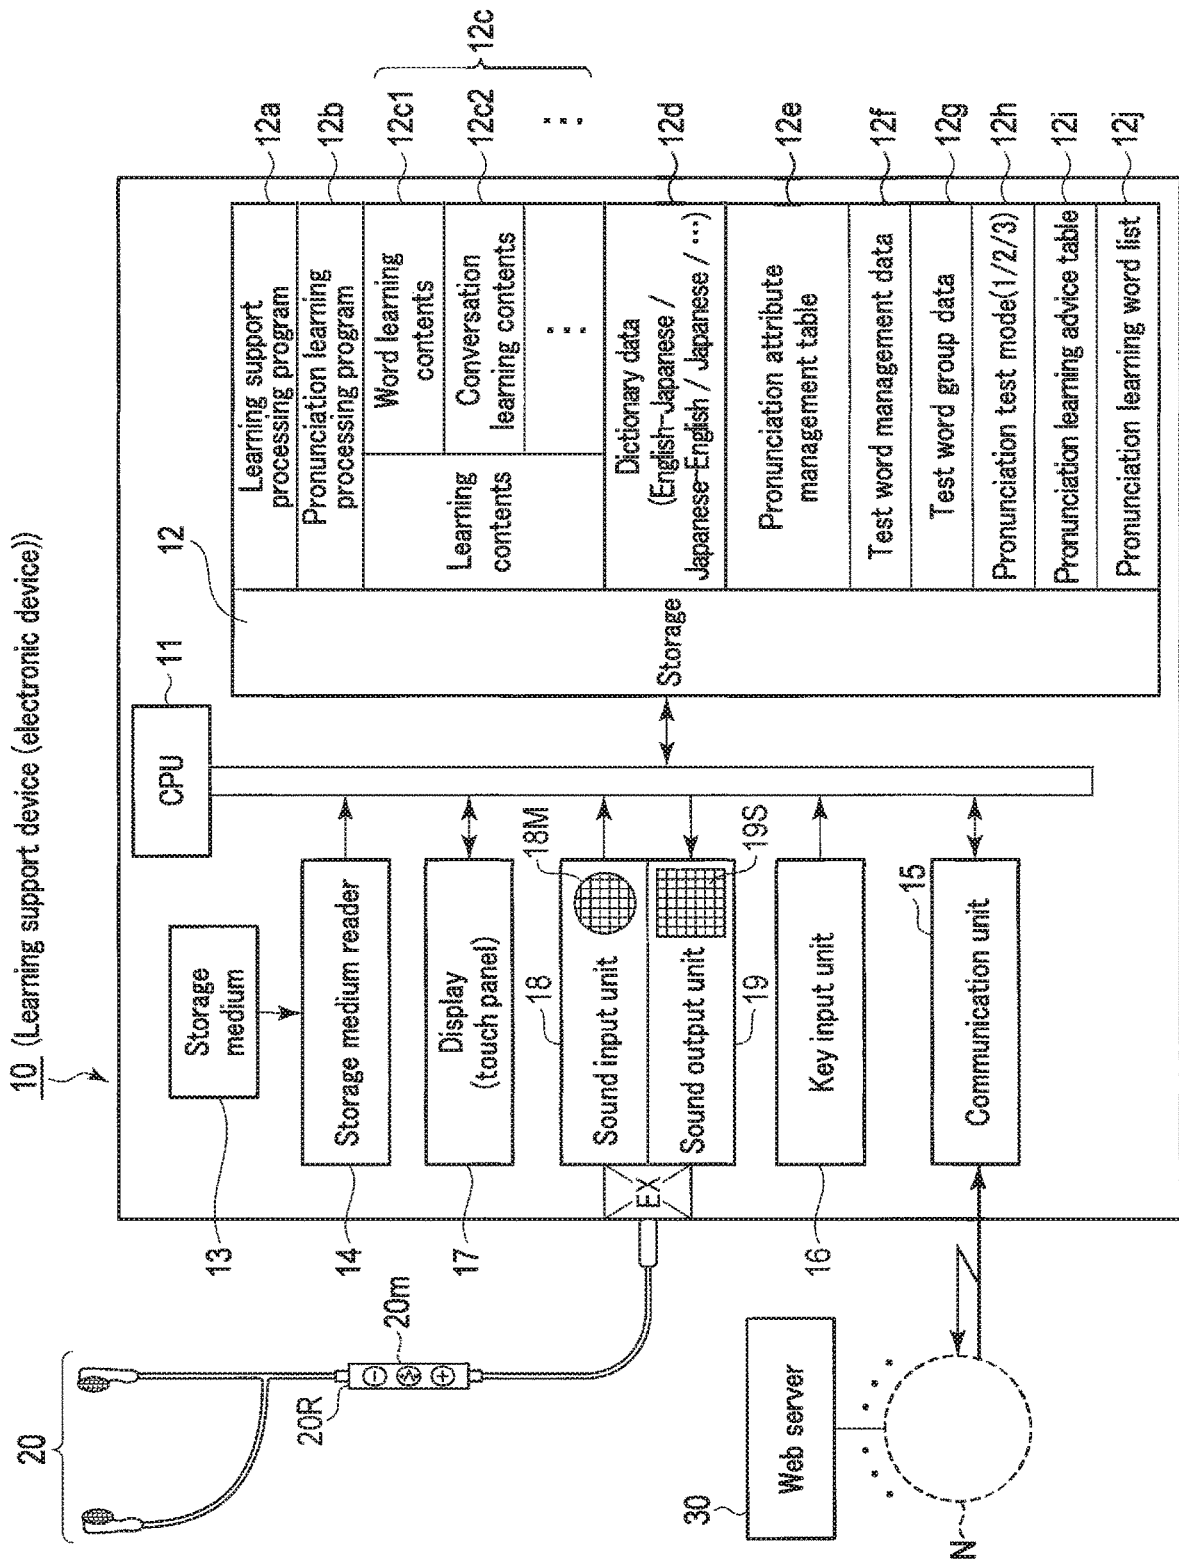 10 (Learning support device (electronic device))
CPU
11
12
Storage
medium
13
Storage medium reader
14
Display
(touch panel)
17
Sound input unit
18
18M
Sound output unit
19
19S
EX
Key input unit
16
Communication unit
15
Storage
Learning support
processing program
12a
Pronunciation learning
processing program
12b
Learning
contents
Word learning
contents
12c1
Conversation
learning contents
12c2
12c
Dictionary data
(English-Japanese /
Japanese-English / Japanese / ...)
12d
Pronunciation attribute
management table
12e
Test word management data
12f
Test word group data
12g
Pronunciation test mode(1/2/3)
12h
Pronunciation learning advice table
12i
Pronunciation learning word list
12j
20
20R
20m
Web server
30
N